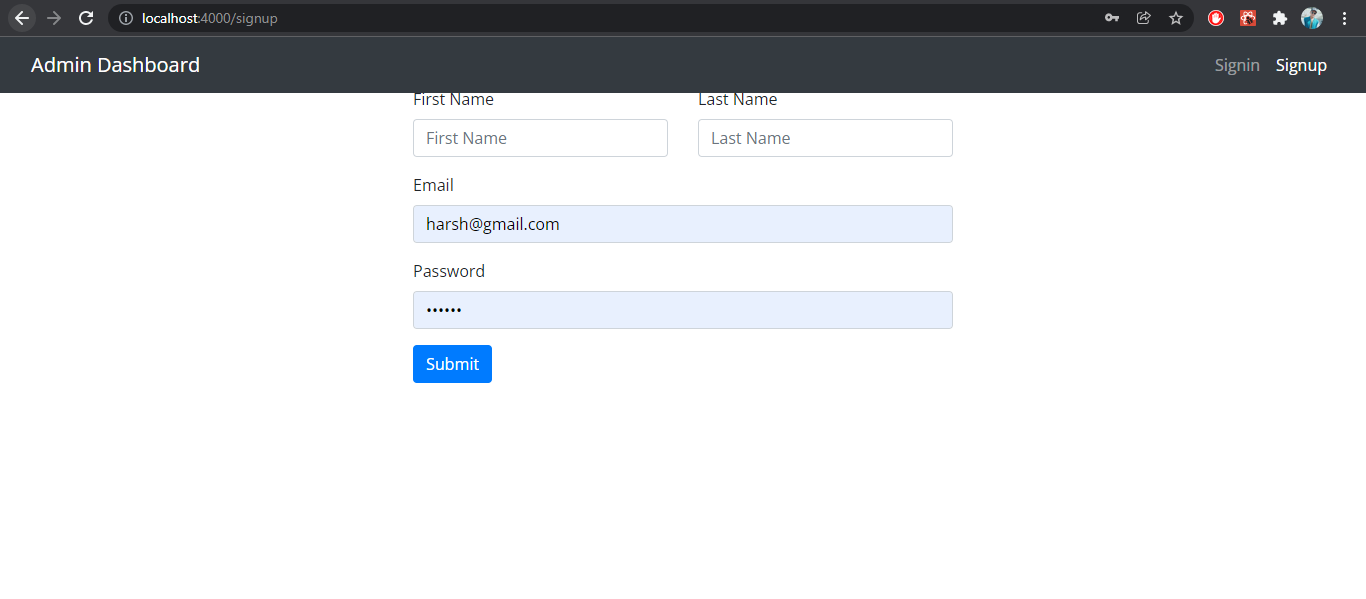 localhost:4000/signup
Admin Dashboard Signin Signup
First Name Last Name
First Name Last Name
Email
harsh@gmail.com
Password
••••••
Submit